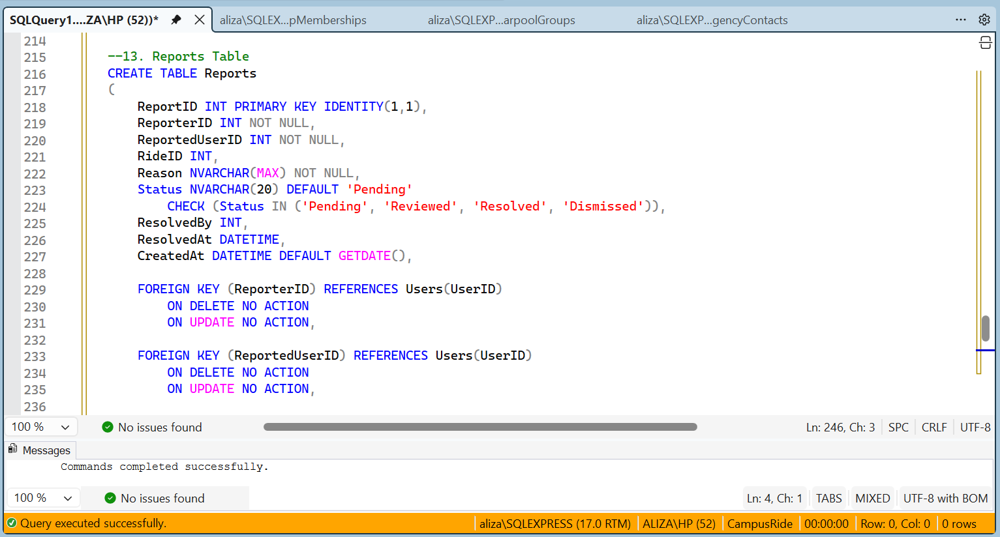 SQLQuery1....ZA\HP (52))* aliza\SQLEX...pMemberships aliza\SQLEXP...arpoolGroups aliza\SQLEXP...gencyContacts
214
215 --13. Reports Table
216 CREATE TABLE Reports
217 (
218 ReportID INT PRIMARY KEY IDENTITY(1,1),
219 ReporterID INT NOT NULL,
220 ReportedUserID INT NOT NULL,
221 RideID INT,
222 Reason NVARCHAR(MAX) NOT NULL,
223 Status NVARCHAR(20) DEFAULT 'Pending'
224 CHECK (Status IN ('Pending', 'Reviewed', 'Resolved', 'Dismissed')),
225 ResolvedBy INT,
226 ResolvedAt DATETIME,
227 CreatedAt DATETIME DEFAULT GETDATE(),
228
229 FOREIGN KEY (ReporterID) REFERENCES Users(UserID)
230 ON DELETE NO ACTION
231 ON UPDATE NO ACTION,
232
233 FOREIGN KEY (ReportedUserID) REFERENCES Users(UserID)
234 ON DELETE NO ACTION
235 ON UPDATE NO ACTION,
236
100 % No issues found Ln: 246, Ch: 3 SPC CRLF UTF-8
Messages
Commands completed successfully.
100 % No issues found Ln: 4, Ch: 1 TABS MIXED UTF-8 with BOM
Query executed successfully. aliza\SQLEXPRESS (17.0 RTM) ALIZA\HP (52) CampusRide 00:00:00 Row: 0, Col: 0 0 rows